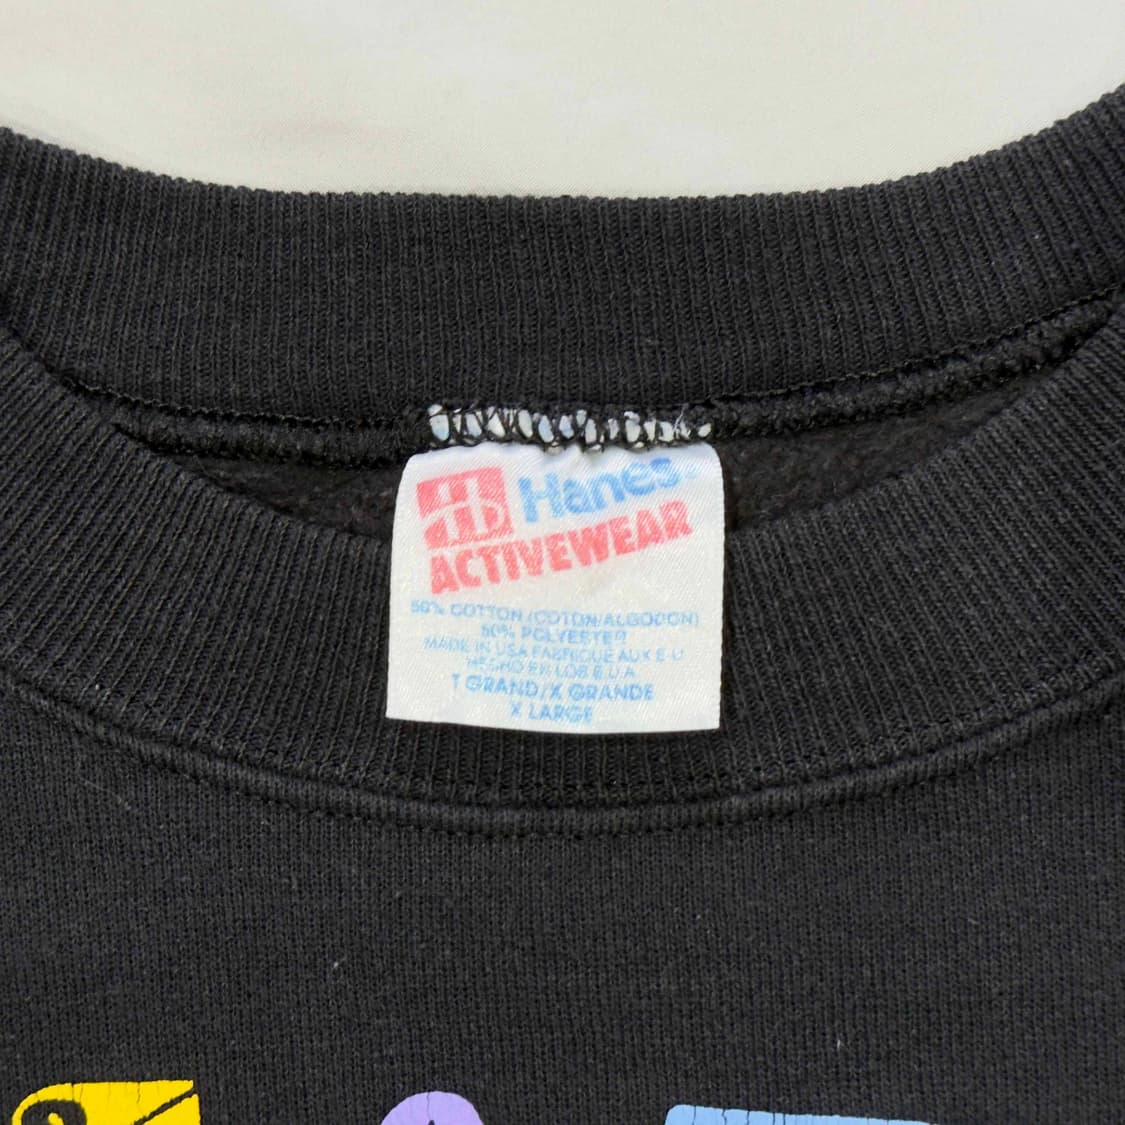 Hanes
ACTIVEWEAR
50% COTTON (COTON/ALGODON)
50% POLYESTER
MADE IN USA FABRIQUE AUX E U
HECHO EN LOS E.U.A
T GRAND/X GRANDE
X LARGE